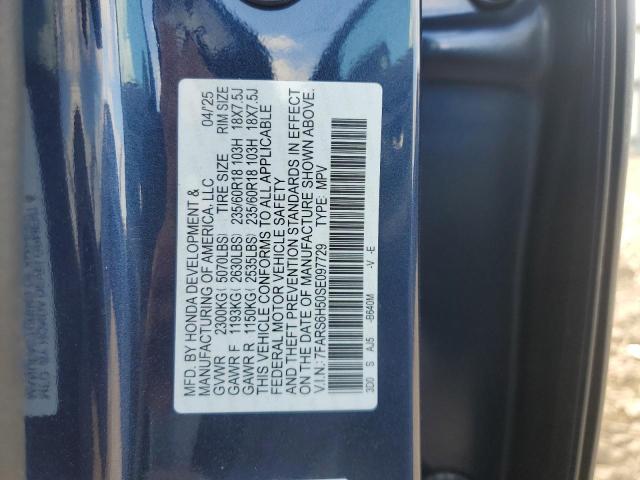 MFD. BY HONDA DEVELOPMENT & 04/25
MANUFACTURING OF AMERICA, LLC
GVWR 2300KG( 5070LBS) TIRE SIZE RIM SIZE
GAWR F 1193KG( 2630LBS) 235/60R18 103H 18X7.5J
GAWR R 1150KG( 2535LBS) 235/60R18 103H 18X7.5J
THIS VEHICLE CONFORMS TO ALL APPLICABLE
FEDERAL MOTOR VEHICLE SAFETY
AND THEFT PREVENTION STANDARDS IN EFFECT
ON THE DATE OF MANUFACTURE SHOWN ABOVE.
V.I.N.: 7FARS6H50SE097729 TYPE: MPV
3D0 S AJ5 -B640M -V -E